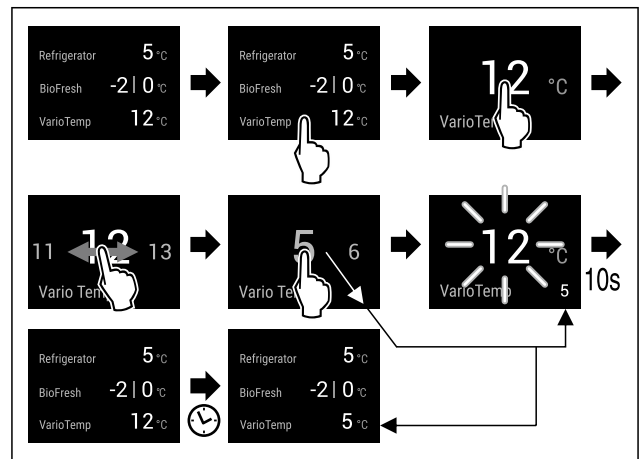 Refrigerator 5 °C
BioFresh -2 | 0 °C
VarioTemp 12 °C
Refrigerator 5 °C
BioFresh -2 | 0 °C
VarioTemp 12 °C
12 °C
VarioTem
11 12 13
Vario Tem
5 6
Vario Te
12 °C
VarioTemp 5
10s
Refrigerator 5 °C
BioFresh -2 | 0 °C
VarioTemp 12 °C
Refrigerator 5 °C
BioFresh -2 | 0 °C
VarioTemp 5 °C